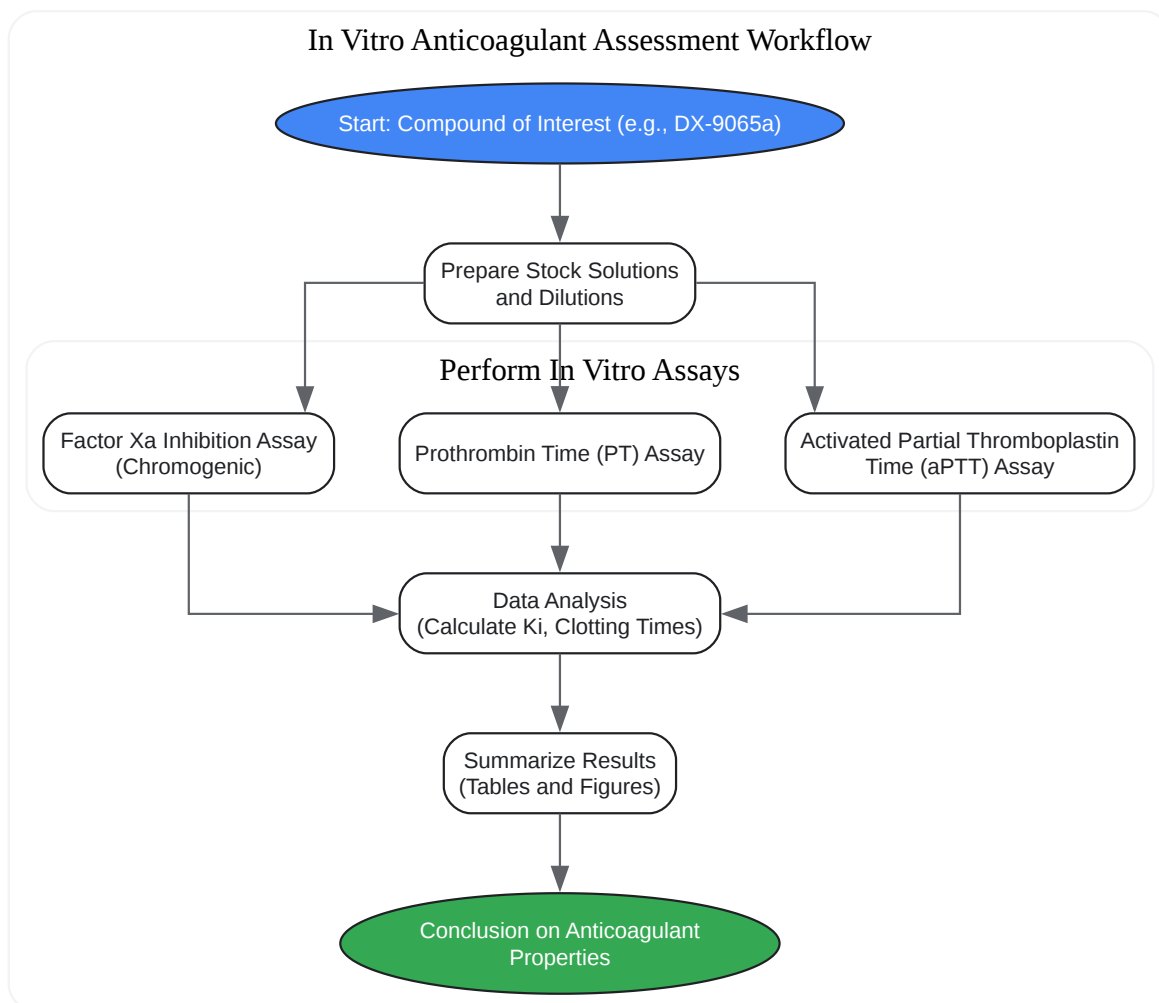 In Vitro Anticoagulant Assessment Workflow
Start: Compound of Interest (e.g., DX-9065a)
Prepare Stock Solutions
and Dilutions
Perform In Vitro Assays
Factor Xa Inhibition Assay
(Chromogenic)
Prothrombin Time (PT) Assay
Activated Partial Thromboplastin
Time (aPTT) Assay
Data Analysis
(Calculate Ki, Clotting Times)
Summarize Results
(Tables and Figures)
Conclusion on Anticoagulant
Properties